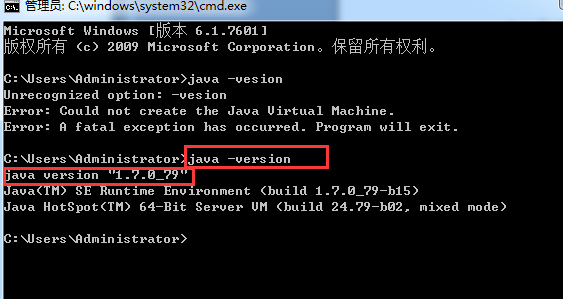 管理员: C:\windows\system32\cmd.exe
Microsoft Windows [版本 6.1.7601]
版权所有 (c) 2009 Microsoft Corporation。保留所有权利。
C:\Users\Administrator>java -vesion
Unrecognized option: -vesion
Error: Could not create the Java Virtual Machine.
Error: A fatal exception has occurred. Program will exit.
C:\Users\Administrator>java -version
java version "1.7.0_79"
Java(TM) SE Runtime Environment (build 1.7.0_79-b15)
Java HotSpot(TM) 64-Bit Server VM (build 24.79-b02, mixed mode)
C:\Users\Administrator>